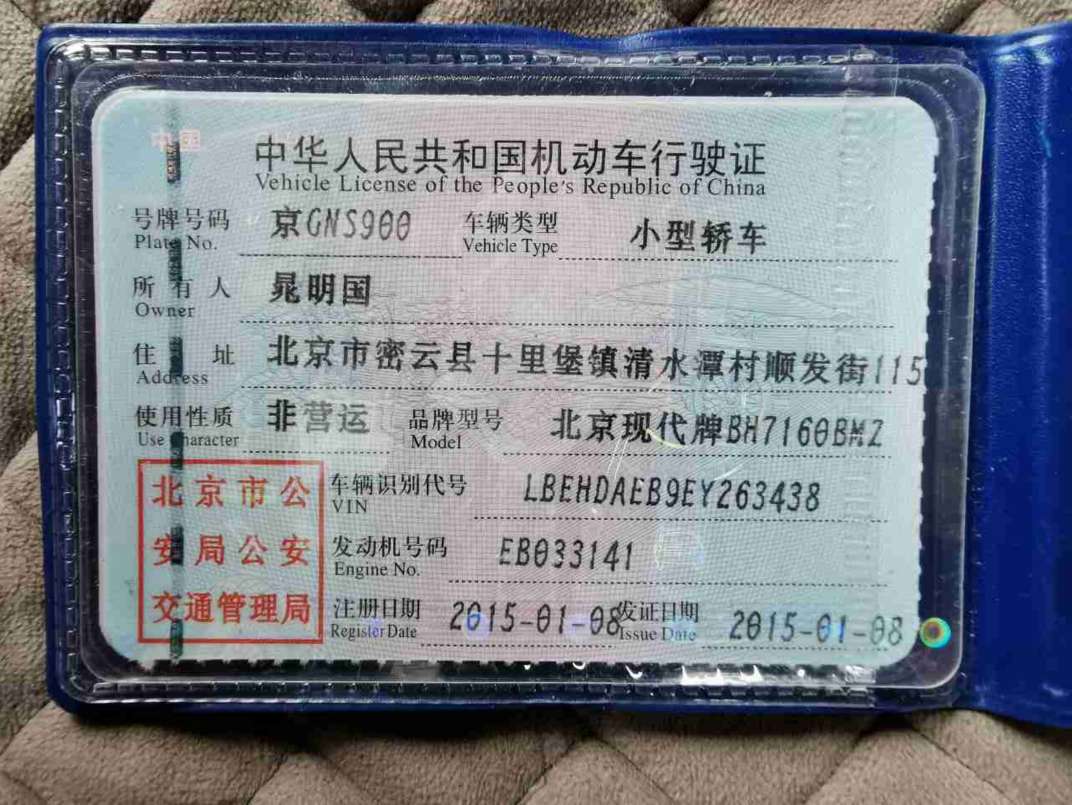 中国
中华人民共和国机动车行驶证
Vehicle License of the People's Republic of China
号牌号码 京GNS900 车辆类型 小型轿车
Plate No. Vehicle Type
所有人 晁明国
Owner
住址 北京市密云县十里堡镇清水潭村顺发街115
Address
使用性质 非营运 品牌型号 北京现代牌BH7160BMZ
Use Character Model
北京市公 车辆识别代号 LBEHDAEB9EY263438
VIN
安局公安 发动机号码 EB033141
Engine No.
交通管理局 注册日期 2015-01-08 发证日期 2015-01-08
Register Date Issue Date